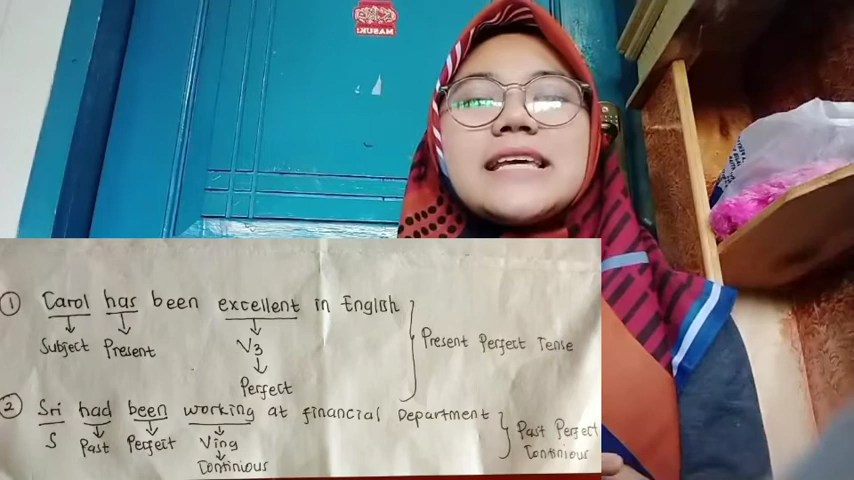 MASUKI
① Carol has been excellent in English
Subject Present V3 Perfect
Present Perfect Tense
② Sri had been working at financial Department
S Past Perfect Ving Continious
Past Perfect Continious